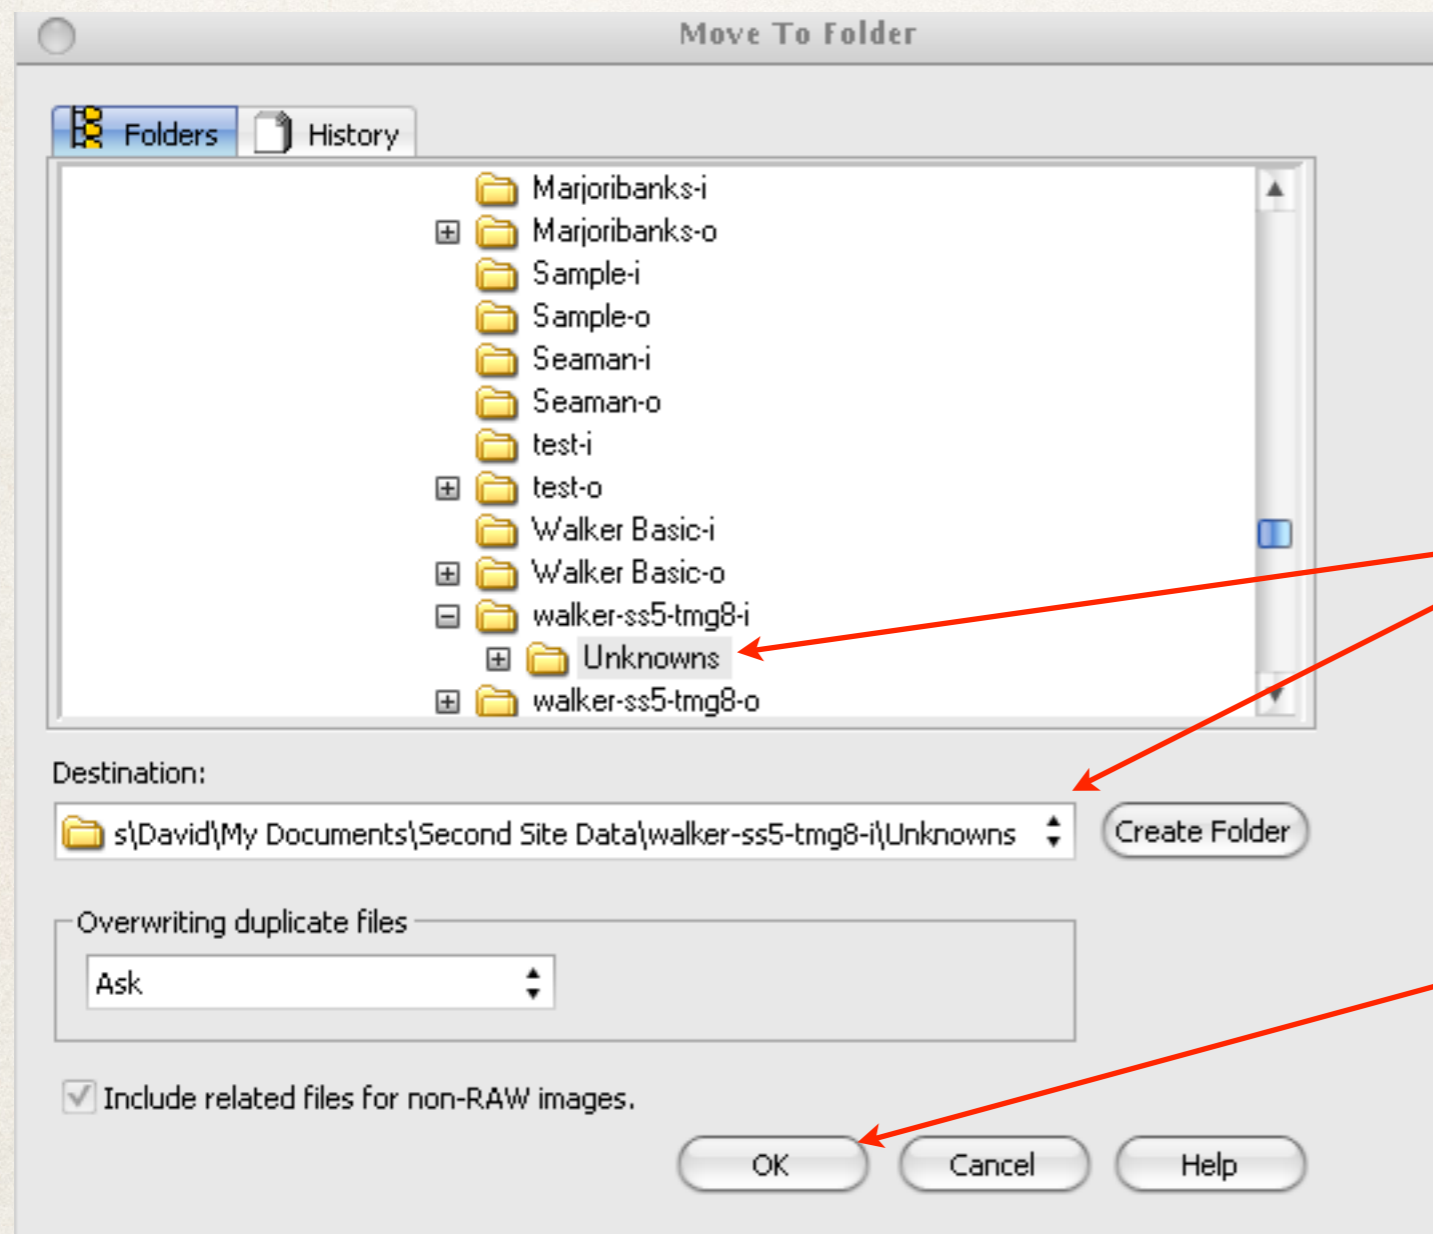 Move To Folder
Folders History
Marjoribanks-i
Marjoribanks-o
Sample-i
Sample-o
Seaman-i
Seaman-o
test-i
test-o
Walker Basic-i
Walker Basic-o
walker-ss5-tmg8-i
Unknowns
walker-ss5-tmg8-o
Destination:
s\David\My Documents\Second Site Data\walker-ss5-tmg8-i\Unknowns Create Folder
Overwriting duplicate files
Ask
Include related files for non-RAW images.
OK Cancel Help